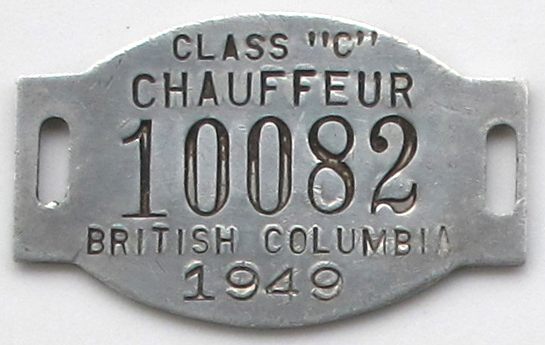 CLASS "C"
CHAUFFEUR
10082
BRITISH COLUMBIA
1949